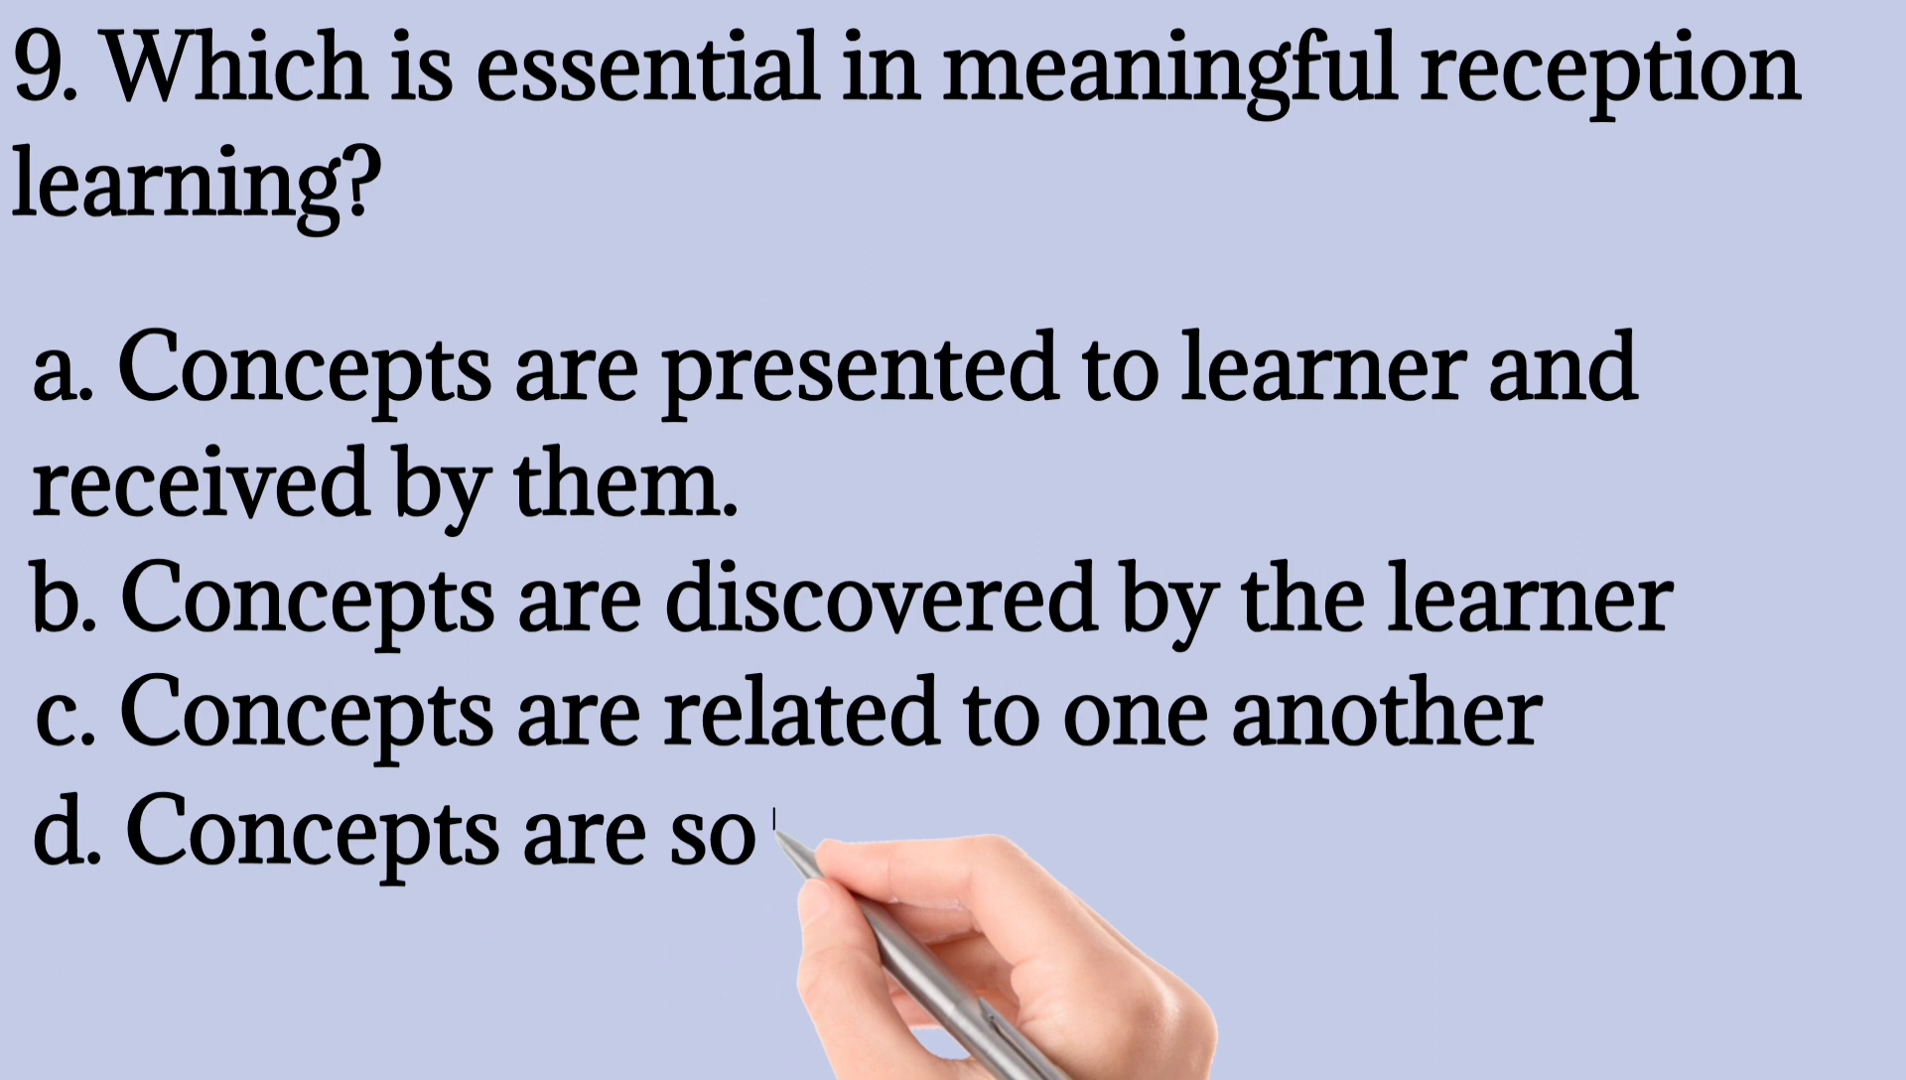 9. Which is essential in meaningful reception
learning?
a. Concepts are presented to learner and
received by them.
b. Concepts are discovered by the learner
c. Concepts are related to one another
d. Concepts are so